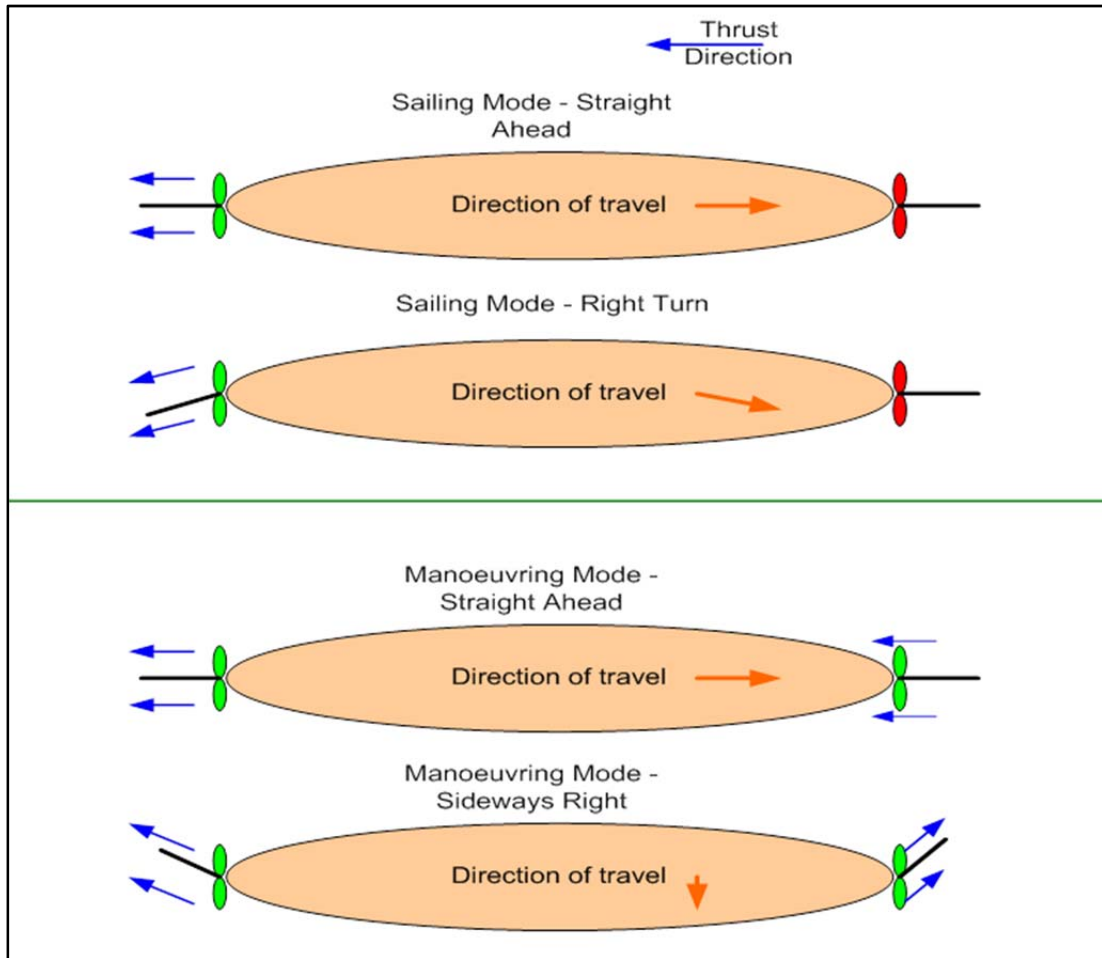 Thrust
Direction
Sailing Mode - Straight
Ahead
Direction of travel
Sailing Mode - Right Turn
Direction of travel
Manoeuvring Mode -
Straight Ahead
Direction of travel
Manoeuvring Mode -
Sideways Right
Direction of travel